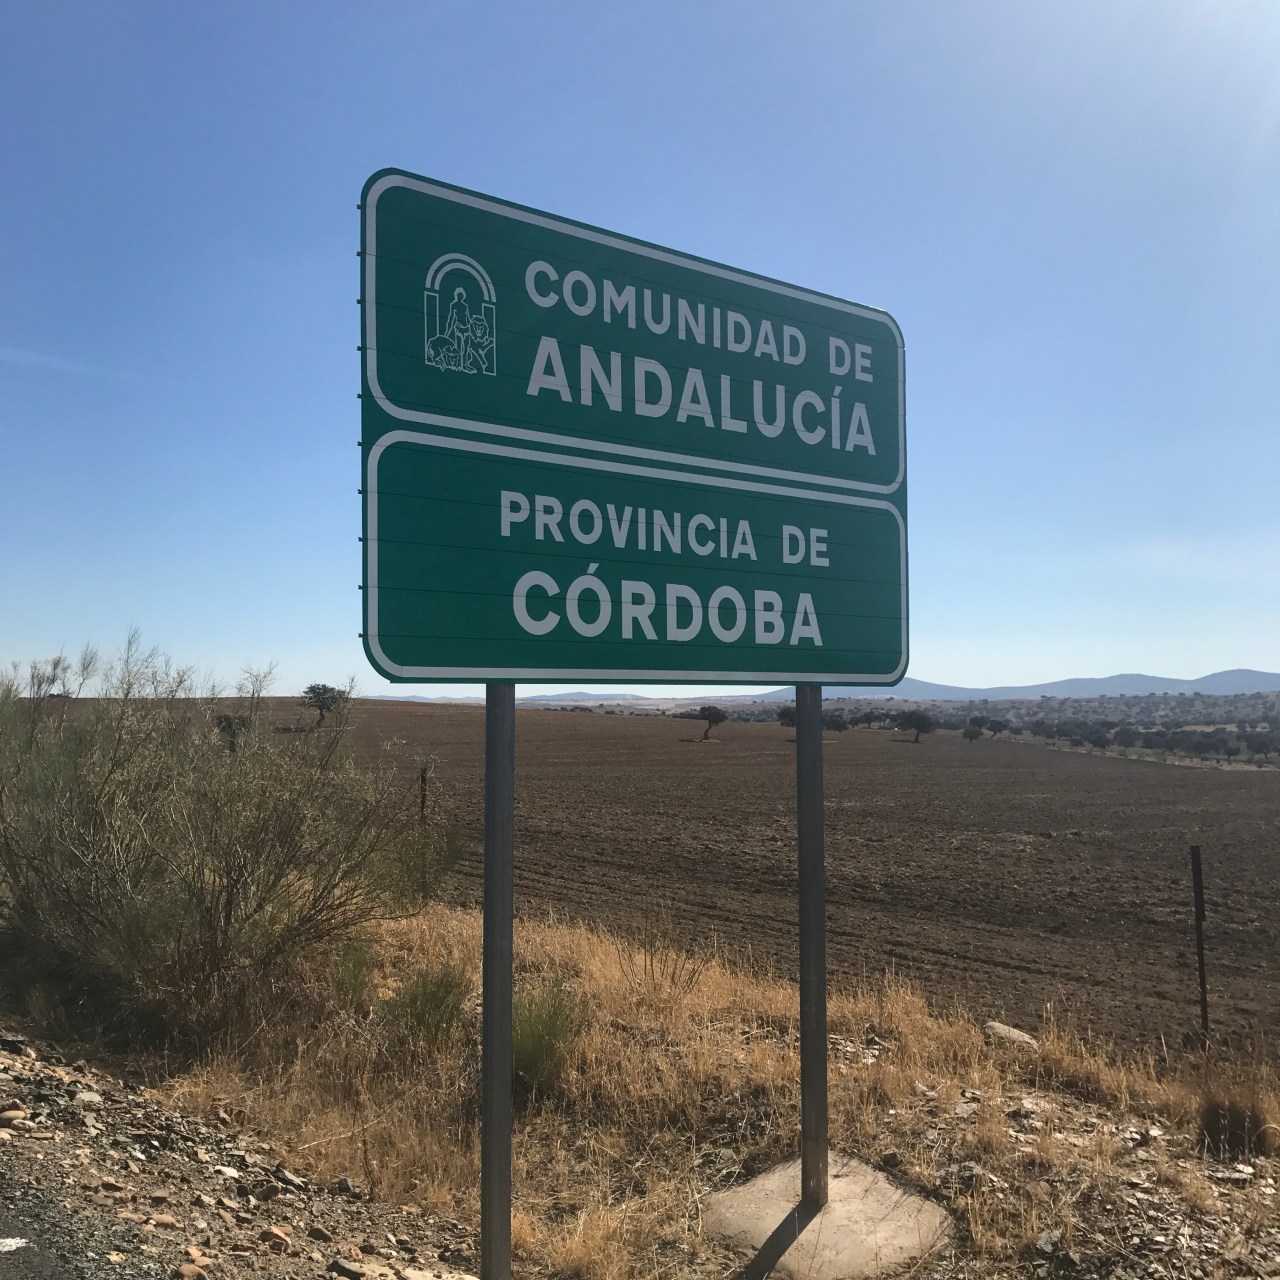 COMUNIDAD DE
ANDALUCÍA
PROVINCIA DE
CÓRDOBA